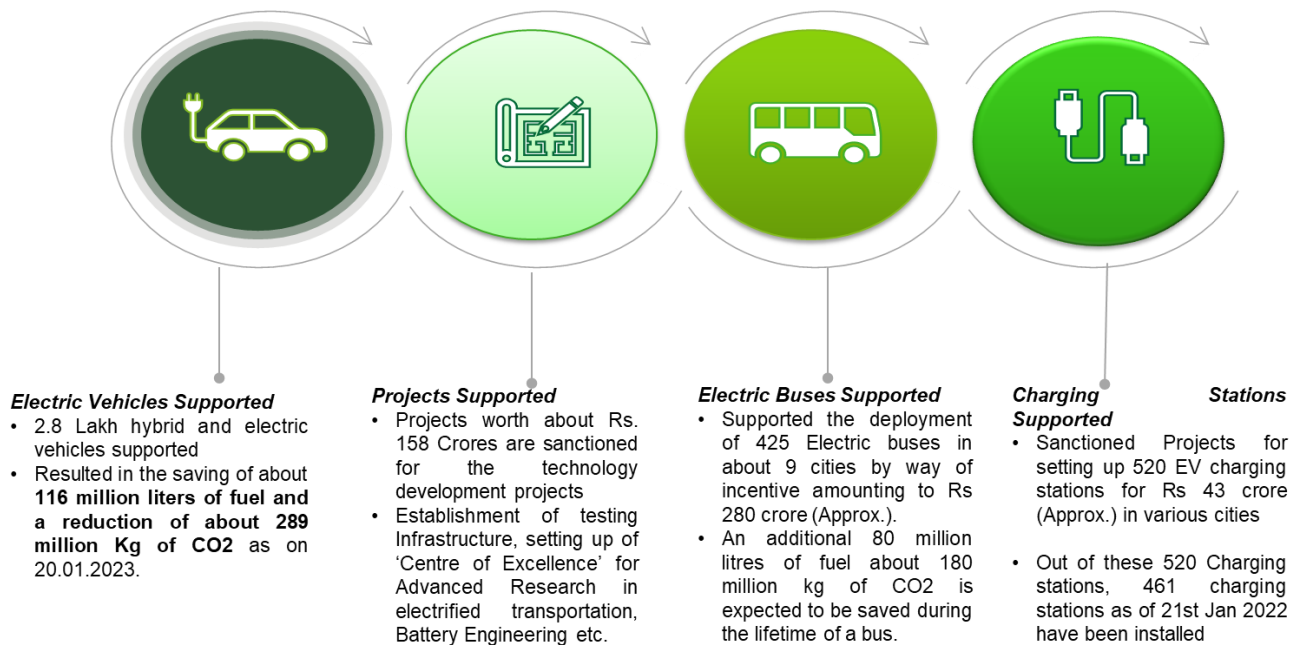 Electric Vehicles Supported
• 2.8 Lakh hybrid and electric
vehicles supported
• Resulted in the saving of about
116 million liters of fuel and
a reduction of about 289
million Kg of CO2 as on
20.01.2023.
Projects Supported
• Projects worth about Rs.
158 Crores are sanctioned
for the technology
development projects
• Establishment of testing
Infrastructure, setting up of
‘Centre of Excellence’ for
Advanced Research in
electrified transportation,
Battery Engineering etc.
Electric Buses Supported
• Supported the deployment
of 425 Electric buses in
about 9 cities by way of
incentive amounting to Rs
280 crore (Approx.).
• An additional 80 million
litres of fuel about 180
million kg of CO2 is
expected to be saved during
the lifetime of a bus.
Charging Stations
Supported
• Sanctioned Projects for
setting up 520 EV charging
stations for Rs 43 crore
(Approx.) in various cities
• Out of these 520 Charging
stations, 461 charging
stations as of 21st Jan 2022
have been installed